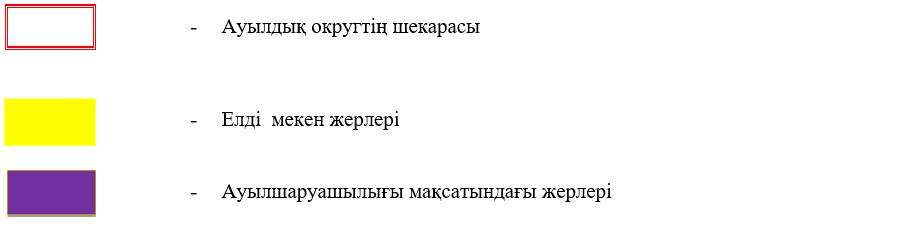 - Ауылдық округтің шекарасы
- Елді мекен жерлері
- Ауылшаруашылығы мақсатындағы жерлері